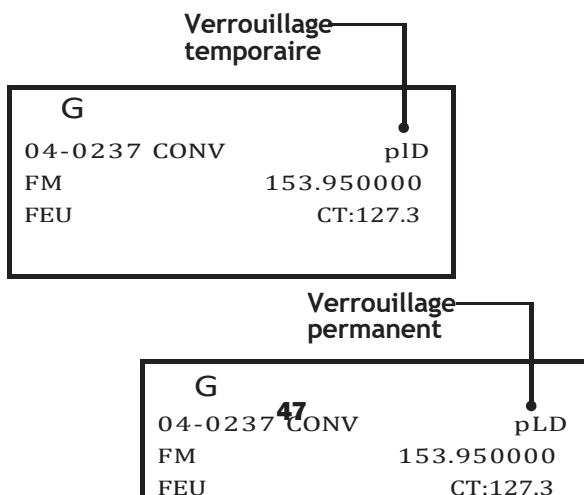 Verrouillage
temporaire
G
04-0237 CONV plD
FM 153.950000
FEU CT:127.3
Verrouillage
permanent
G
47
04-0237 CONV pLD
FM 153.950000
FEU CT:127.3